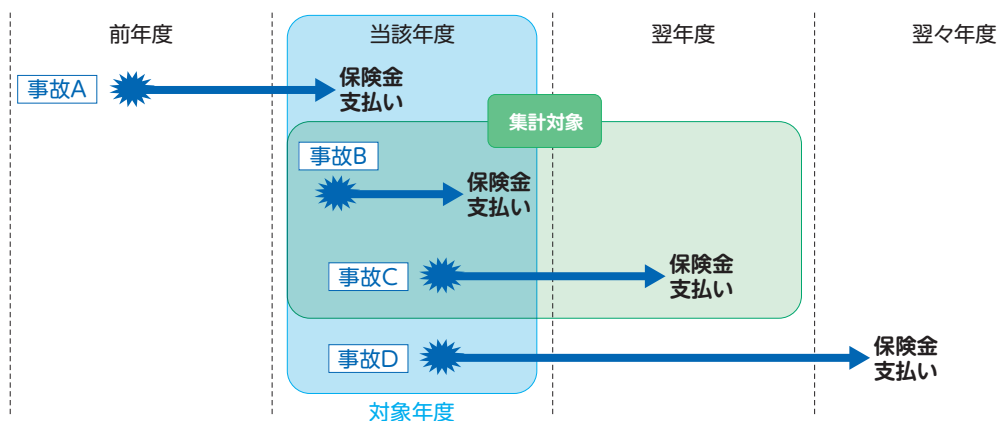 前年度
当該年度
翌年度
翌々年度
事故A
保険金
支払い
集計対象
事故B
保険金
支払い
事故C
保険金
支払い
事故D
保険金
支払い
対象年度